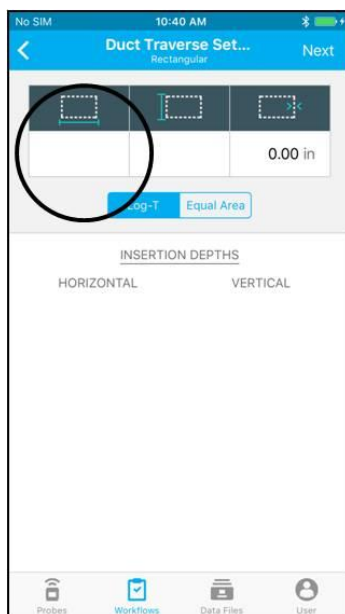 No SIM 10:40 AM
Duct Traverse Set... Next
Rectangular
0.00 in
Log-T Equal Area
INSERTION DEPTHS
HORIZONTAL VERTICAL
Probes Workflows Data Files User